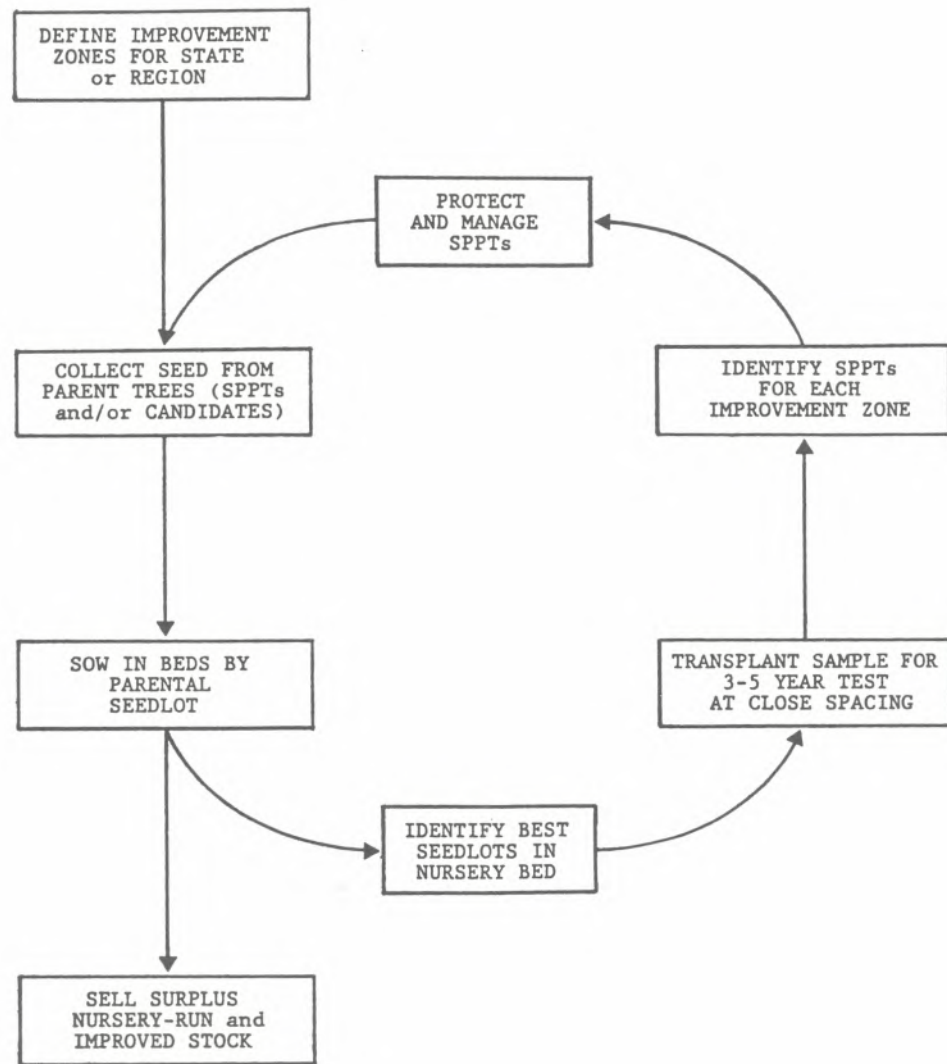 DEFINE IMPROVEMENT
ZONES FOR STATE
or REGION
PROTECT
AND MANAGE
SPPTs
COLLECT SEED FROM
PARENT TREES (SPPTs
and/or CANDIDATES)
IDENTIFY SPPTs
FOR EACH
IMPROVEMENT ZONE
SOW IN BEDS BY
PARENTAL
SEEDLOT
TRANSPLANT SAMPLE FOR
3-5 YEAR TEST
AT CLOSE SPACING
IDENTIFY BEST
SEEDLOTS IN
NURSERY BED
SELL SURPLUS
NURSERY-RUN and
IMPROVED STOCK